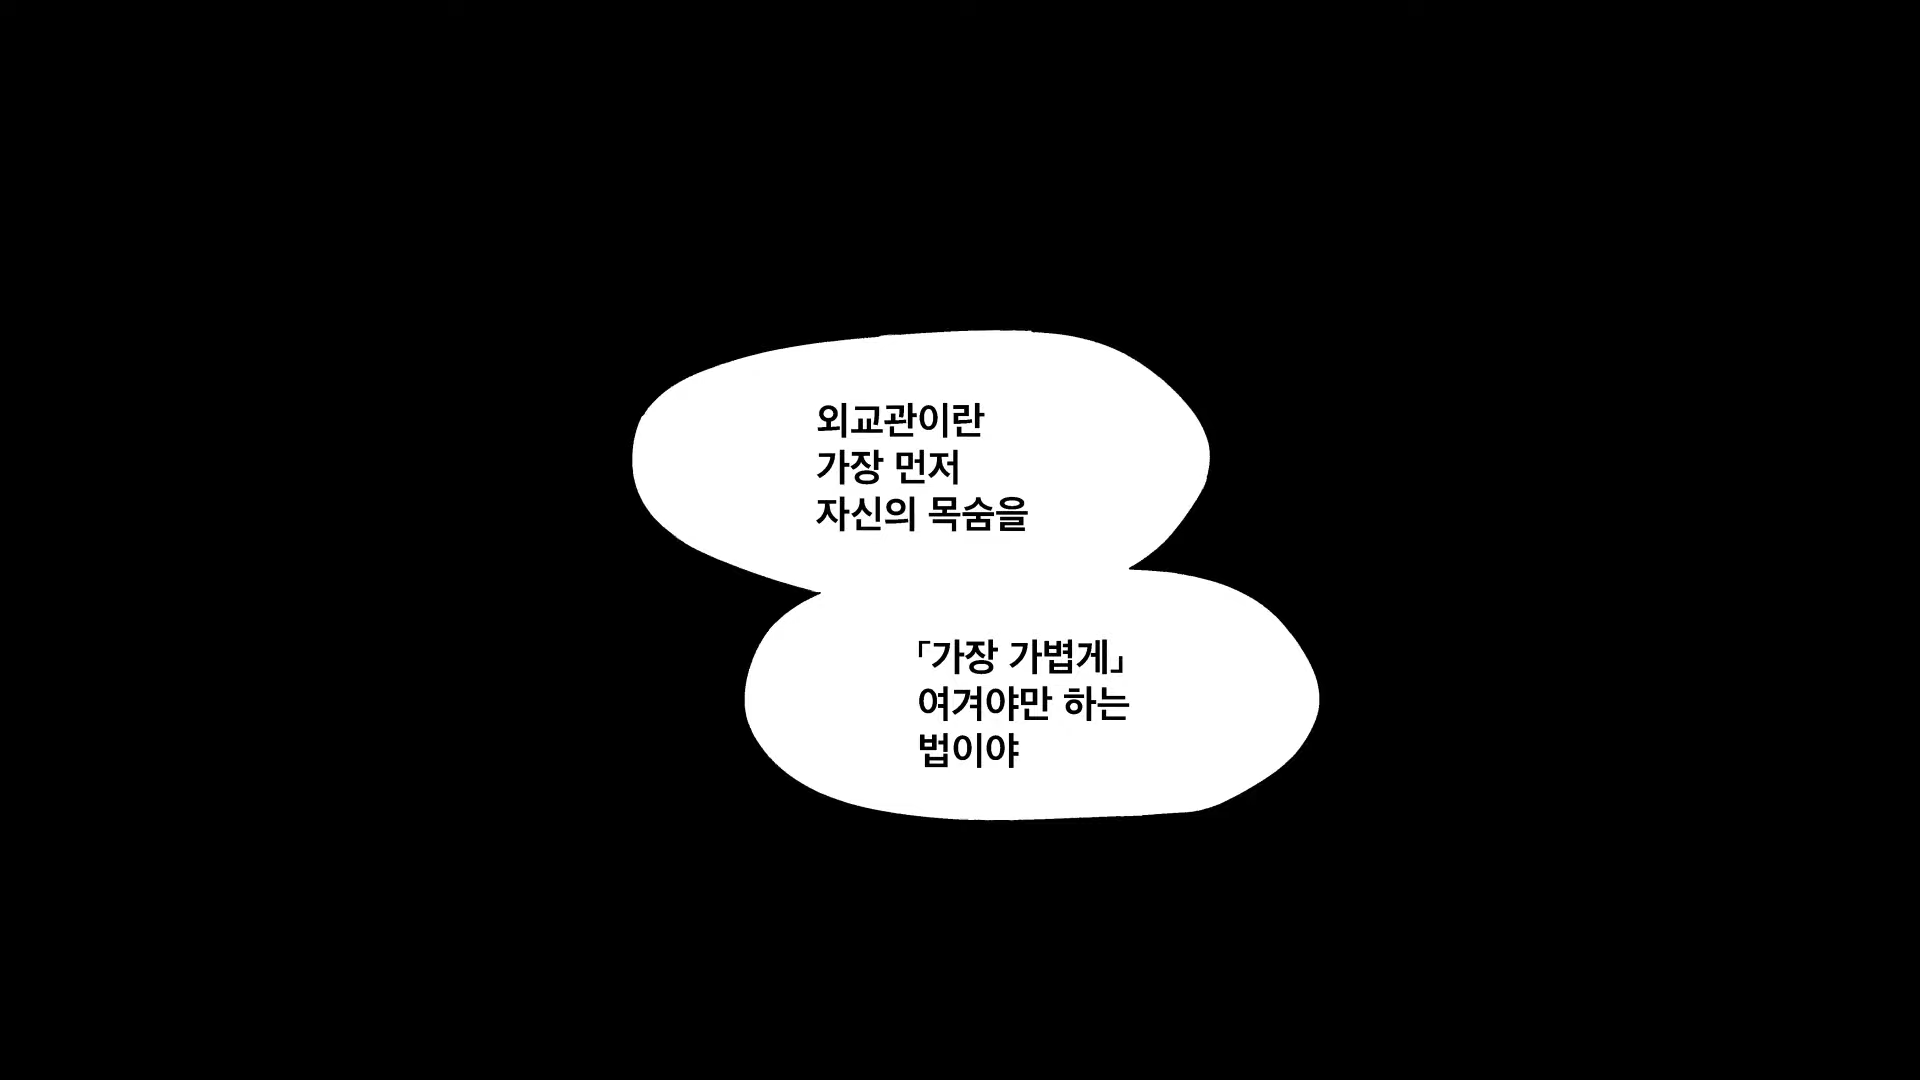 외교관이란
가장 먼저
자신의 목숨을
「가장 가볍게」
여겨야만 하는
법이야